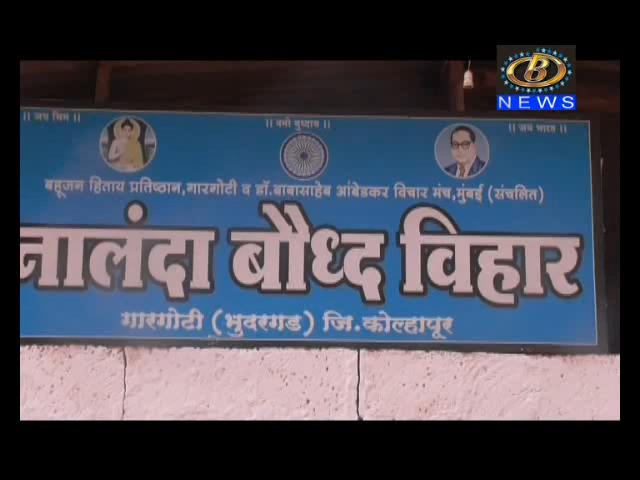 B
NEWS
|| जय भिम ||
|| नमो बुध्दाय ||
|| जय भारत ||
बहूजन हिताय प्रतिष्ठान,गारगोटी व डॉ.बाबासाहेब आंबेडकर विचार मंच,मुंबई (संचलित)
नालंदा बौध्द विहार
गारगोटी (भुदरगड) जि.कोल्हापूर